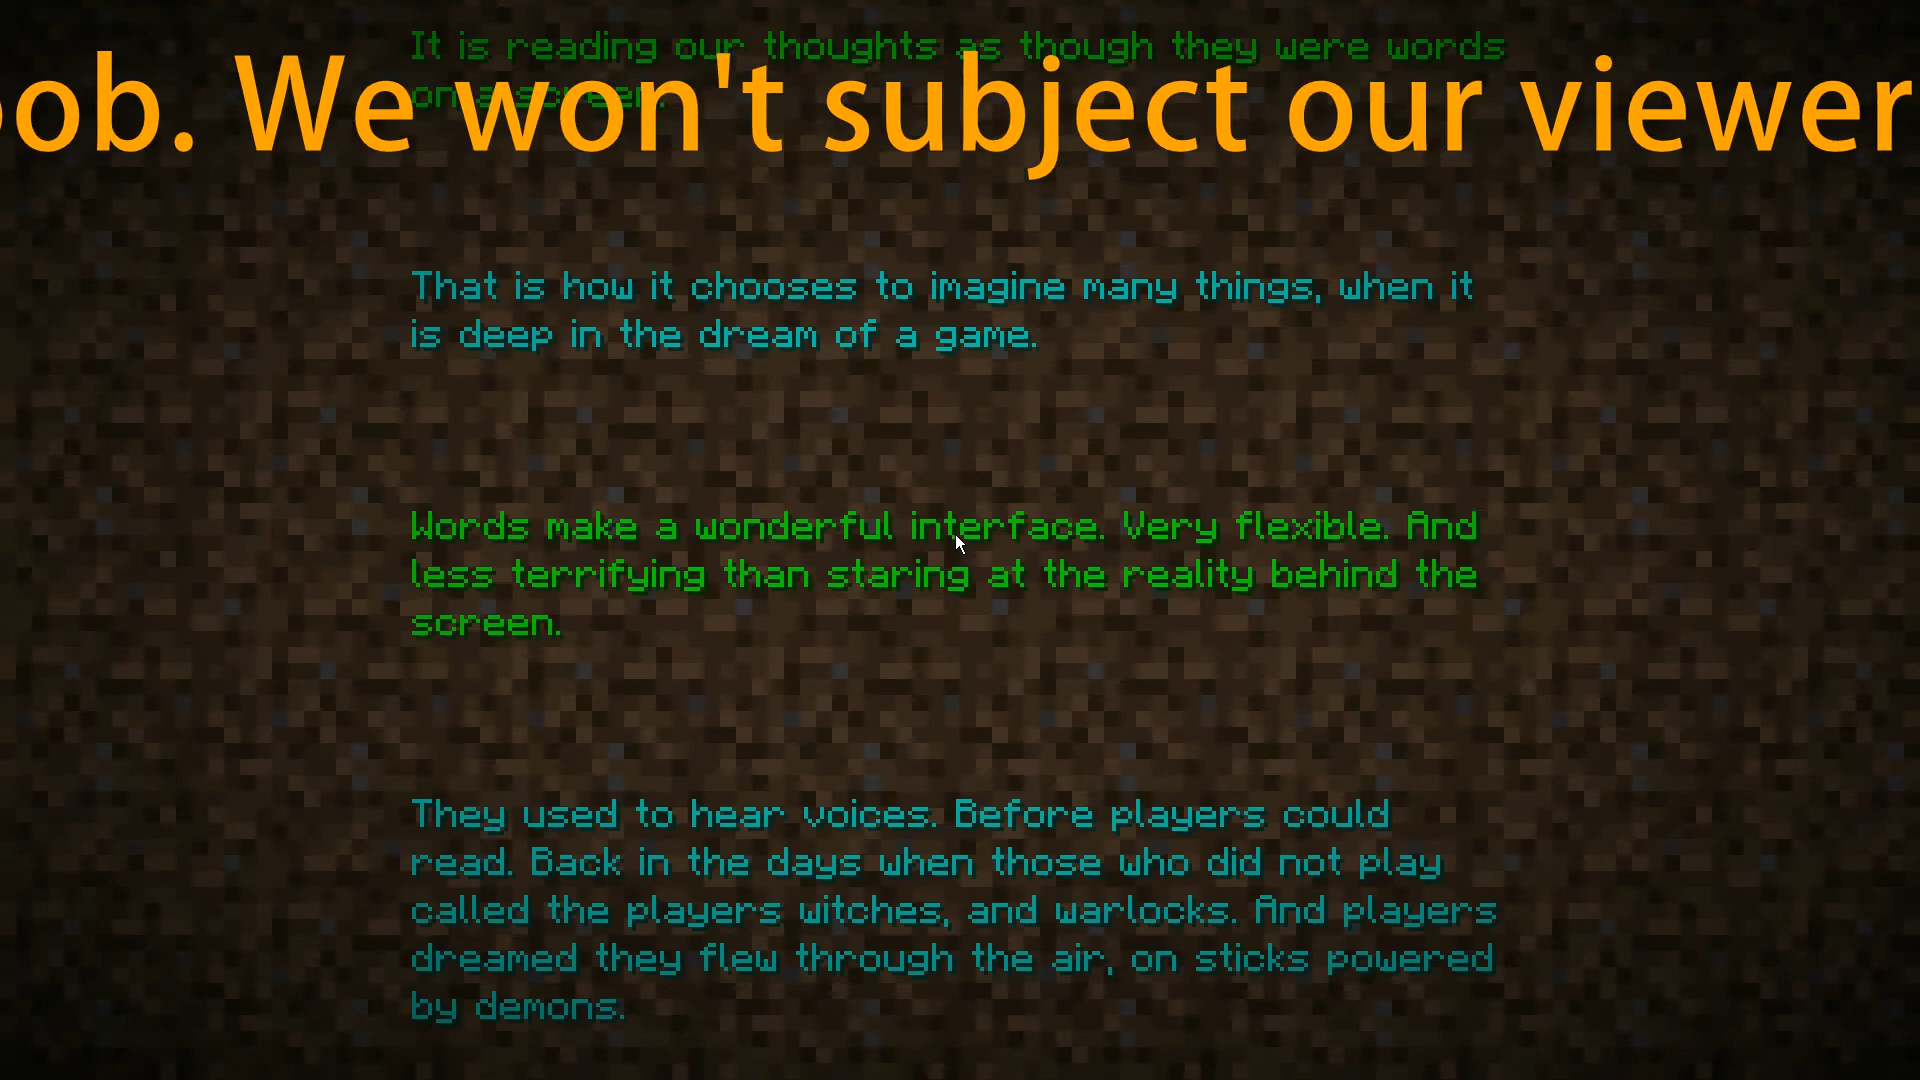 It is reading our thoughts as though they were words
on a screen.
ob. We won't subject our viewer
That is how it chooses to imagine many things, when it
is deep in the dream of a game.
Words make a wonderful interface. Very flexible. And
less terrifying than staring at the reality behind the
screen.
They used to hear voices. Before players could
read. Back in the days when those who did not play
called the players witches, and warlocks. And players
dreamed they flew through the air, on sticks powered
by demons.